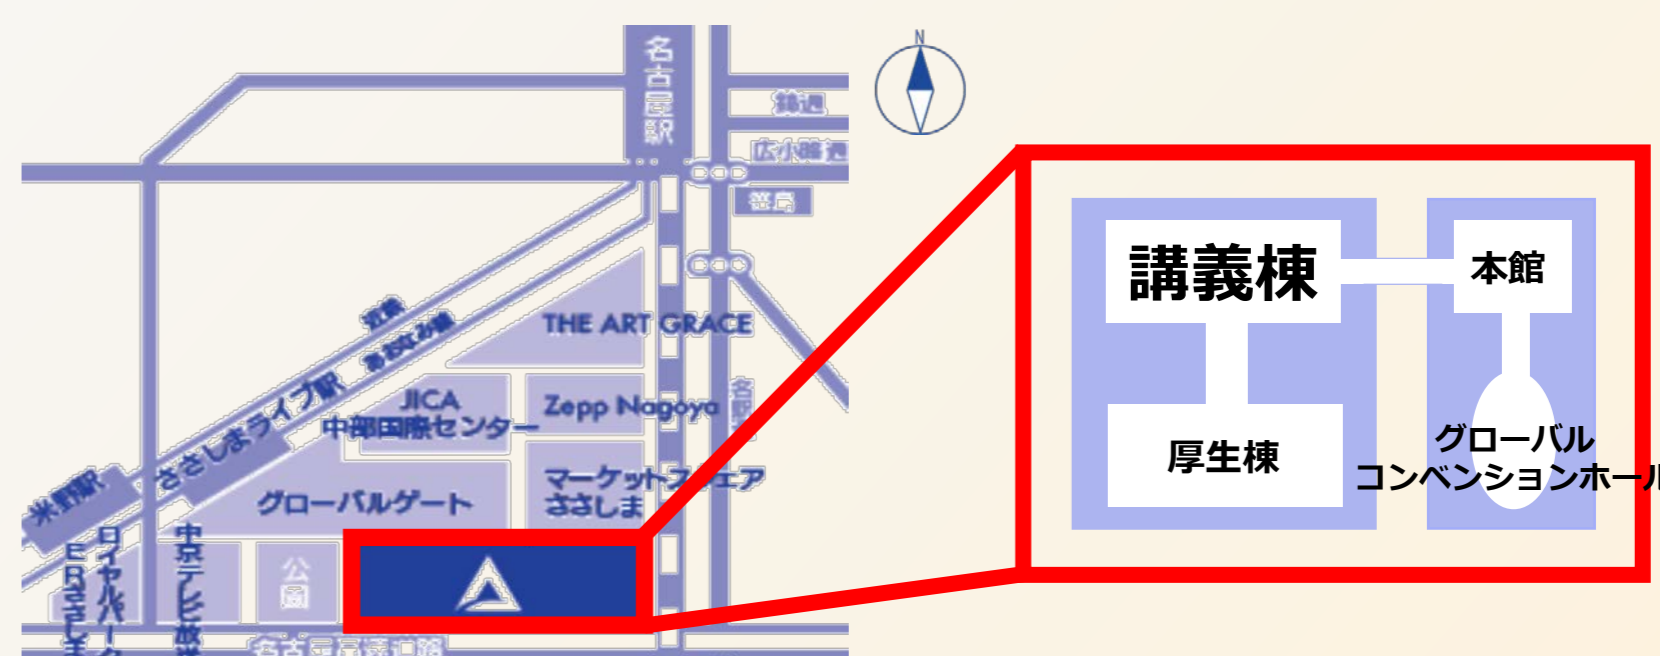 名古屋駅
N
錦通
広小路通
笹島
近鉄
あおなみ線
THE ART GRACE
ささしまライブ駅
JICA
中部国際センター
Zepp Nagoya
米野駅
グローバルゲート
マーケットスクエア
ささしま
中京テレビ放送
公園
講義棟
本館
厚生棟
グローバル
コンベンションホール